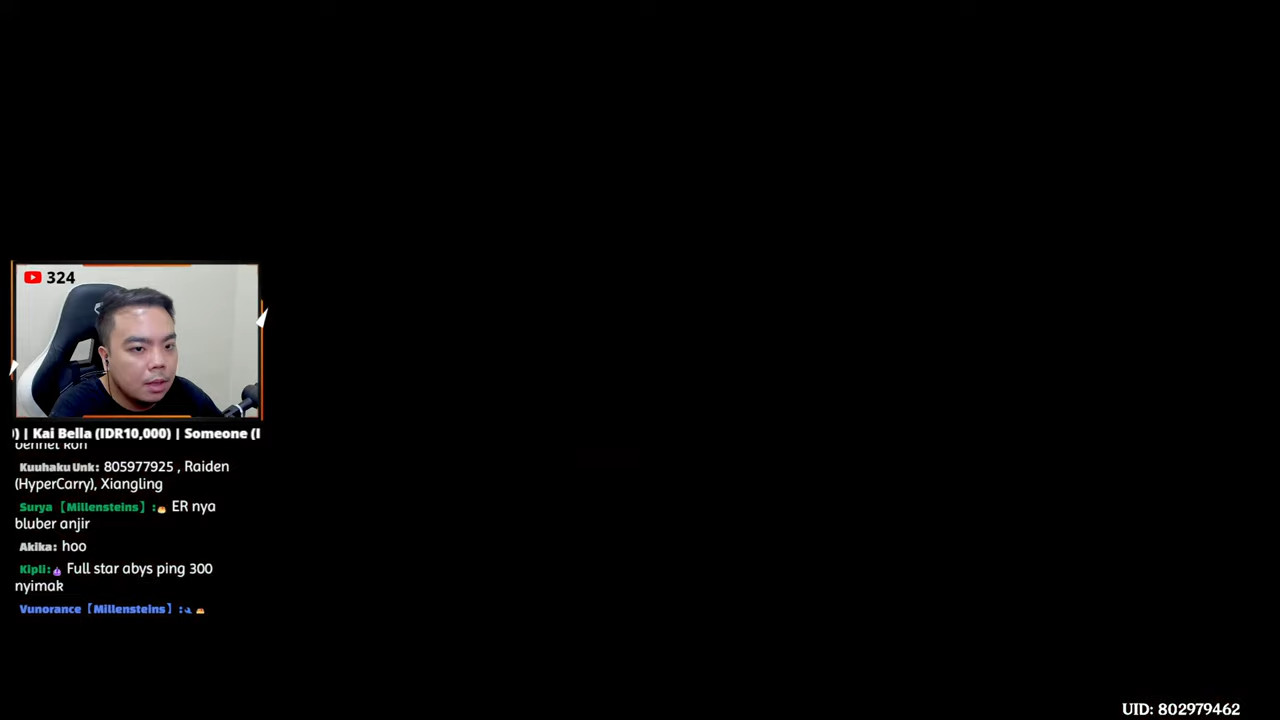 324
) | Kai Bella (IDR10,000) | Someone (I
Kuuhaku Unk: 805977925 , Raiden
(HyperCarry), Xiangling
Surya [Millensteins] : ER nya
bluber anjir
Akika: hoo
Kipli: Full star abys ping 300
nyimak
Vunorance [Millensteins] :
UID: 802979462